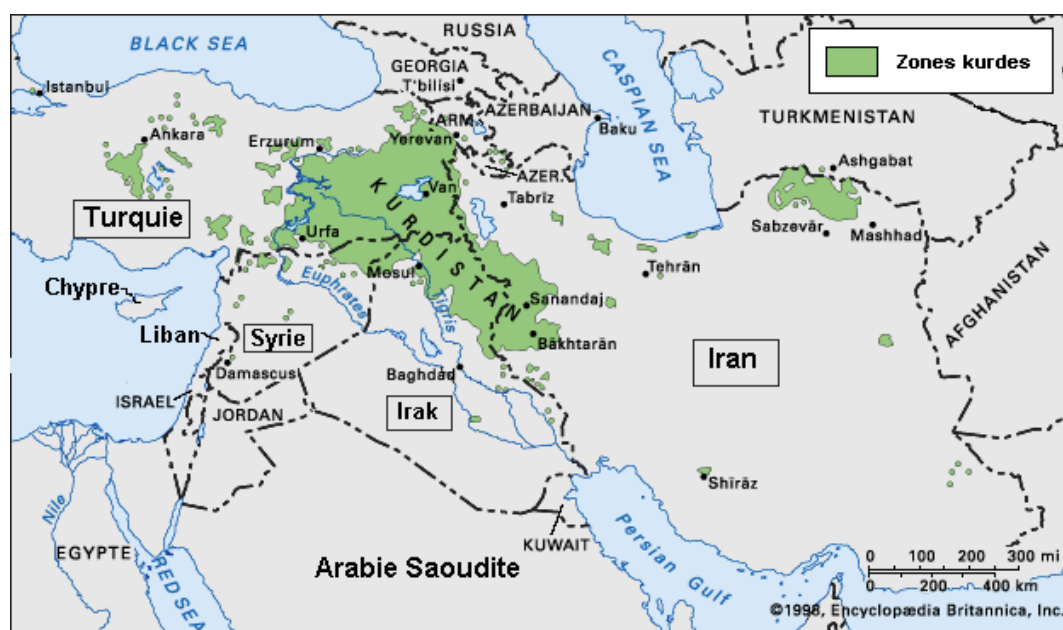 BLACK SEA
RUSSIA
Zones kurdes
GEORGIA
T'bilisi
CASPIAN SEA
Istanbul
AZERBAIJAN
ARM.
Baku
TURKMENISTAN
Ankara
Erzurum
Yerevan
Ashgabat
AZER.
Van
Tabrīz
KURDISTAN
Turquie
Urfa
Sabzevār
Mashhad
Mosul
Tehrān
Euphrates
Tigris
AFGHANISTAN
Chypre
Sanandaj
Liban
Syrie
Bākhtarān
Iran
Damascus
Baghdād
ISRAEL
JORDAN
Irak
Nile
Shīrāz
EGYPTE
KUWAIT
Persian Gulf
Arabie Saoudite
RED SEA
0 100 200 300 mi
0 200 400 km
©1998, Encyclopædia Britannica, Inc.